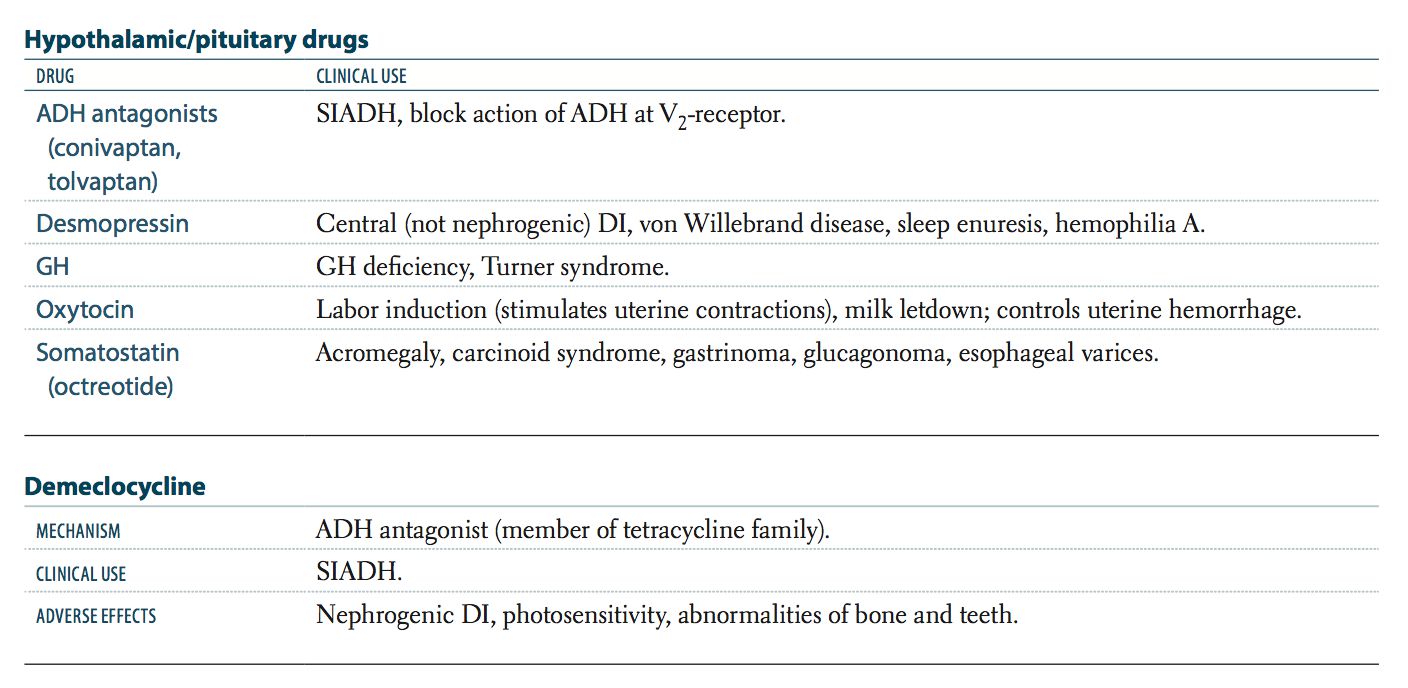 Hypothalamic/pituitary drugs
DRUG CLINICAL USE
ADH antagonists SIADH, block action of ADH at V2-receptor.
(conivaptan,
tolvaptan)
Desmopressin Central (not nephrogenic) DI, von Willebrand disease, sleep enuresis, hemophilia A.
GH GH deficiency, Turner syndrome.
Oxytocin Labor induction (stimulates uterine contractions), milk letdown; controls uterine hemorrhage.
Somatostatin Acromegaly, carcinoid syndrome, gastrinoma, glucagonoma, esophageal varices.
(octreotide)
Demeclocycline
MECHANISM ADH antagonist (member of tetracycline family).
CLINICAL USE SIADH.
ADVERSE EFFECTS Nephrogenic DI, photosensitivity, abnormalities of bone and teeth.